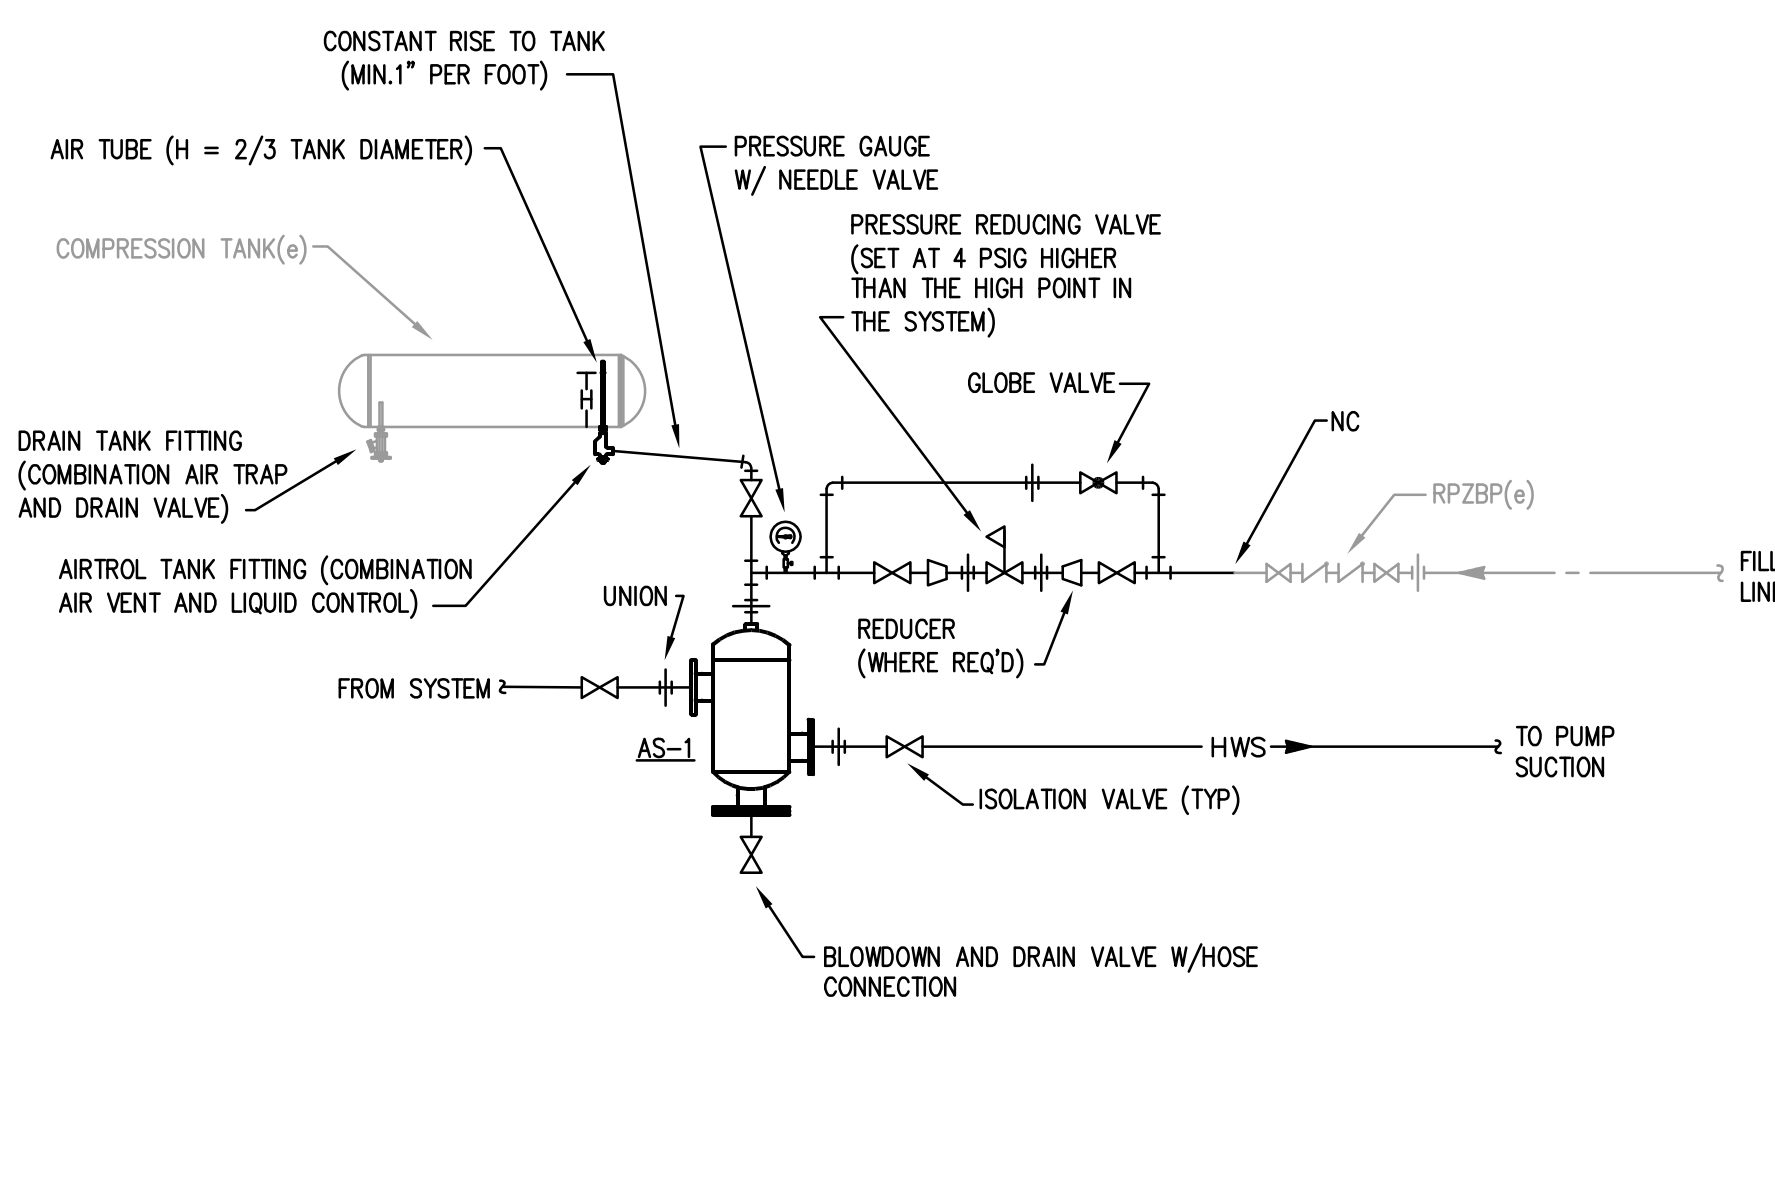 CONSTANT RISE TO TANK
(MIN.1" PER FOOT)
AIR TUBE (H = 2/3 TANK DIAMETER)
PRESSURE GAUGE
W/ NEEDLE VALVE
COMPRESSION TANK(e)
PRESSURE REDUCING VALVE
(SET AT 4 PSIG HIGHER
THAN THE HIGH POINT IN
THE SYSTEM)
GLOBE VALVE
H
NC
DRAIN TANK FITTING
(COMBINATION AIR TRAP
AND DRAIN VALVE)
RPZBP(e)
AIRTROL TANK FITTING (COMBINATION
AIR VENT AND LIQUID CONTROL)
FILL
LIN
UNION
REDUCER
(WHERE REQ'D)
FROM SYSTEM
AS-1
HWS
TO PUMP
SUCTION
ISOLATION VALVE (TYP)
BLOWDOWN AND DRAIN VALVE W/HOSE
CONNECTION